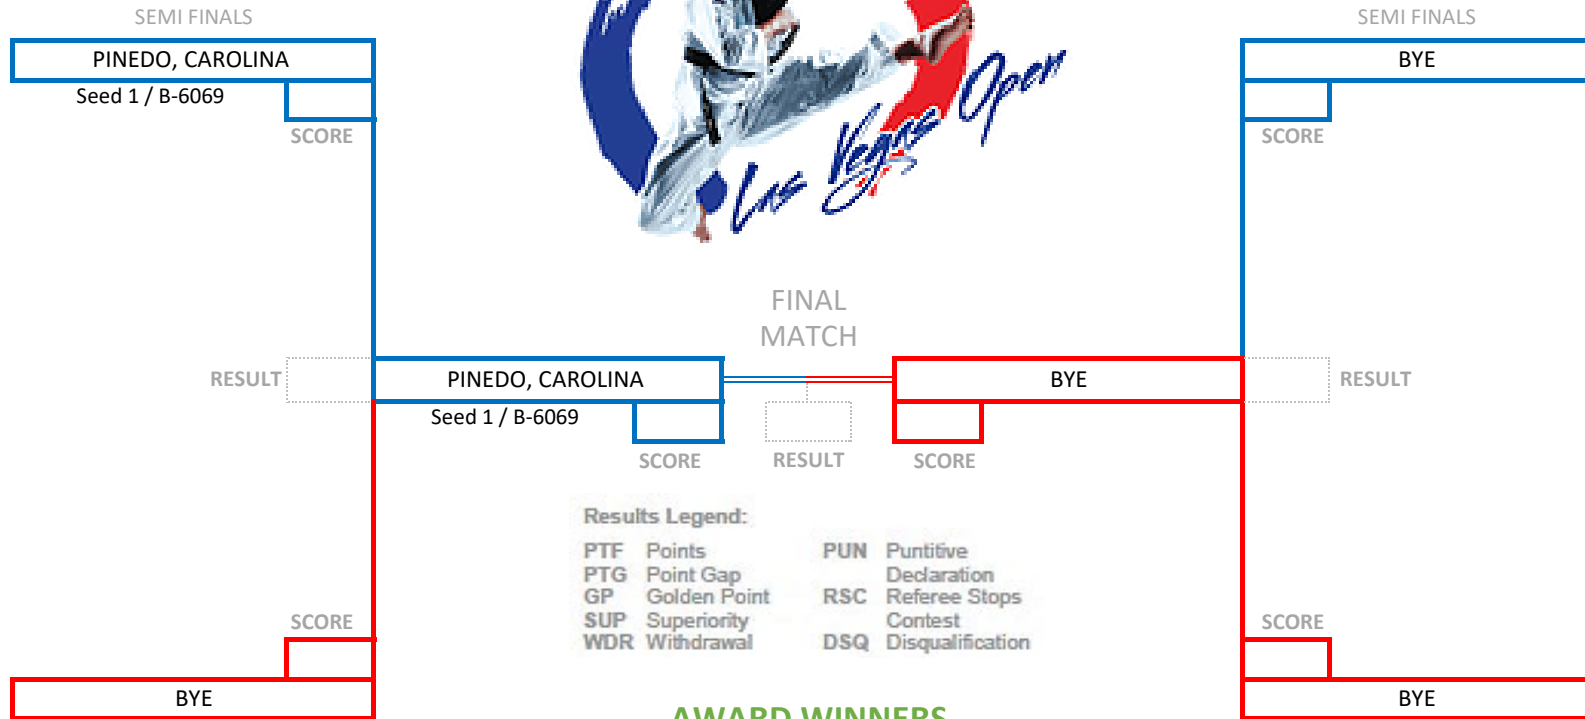 SEMI FINALS
SEMI FINALS
PINEDO, CAROLINA
BYE
Seed 1 / B-6069
SCORE
SCORE
Las Vegas Open
FINAL
MATCH
RESULT
PINEDO, CAROLINA
BYE
RESULT
Seed 1 / B-6069
SCORE
RESULT
SCORE
Results Legend:
PTF Points
PTG Point Gap
GP Golden Point
SUP Superiority
WDR Withdrawal
PUN Puntitive
Declaration
RSC Referee Stops
Contest
DSQ Disqualification
SCORE
SCORE
BYE
BYE
AWARD WINNERS